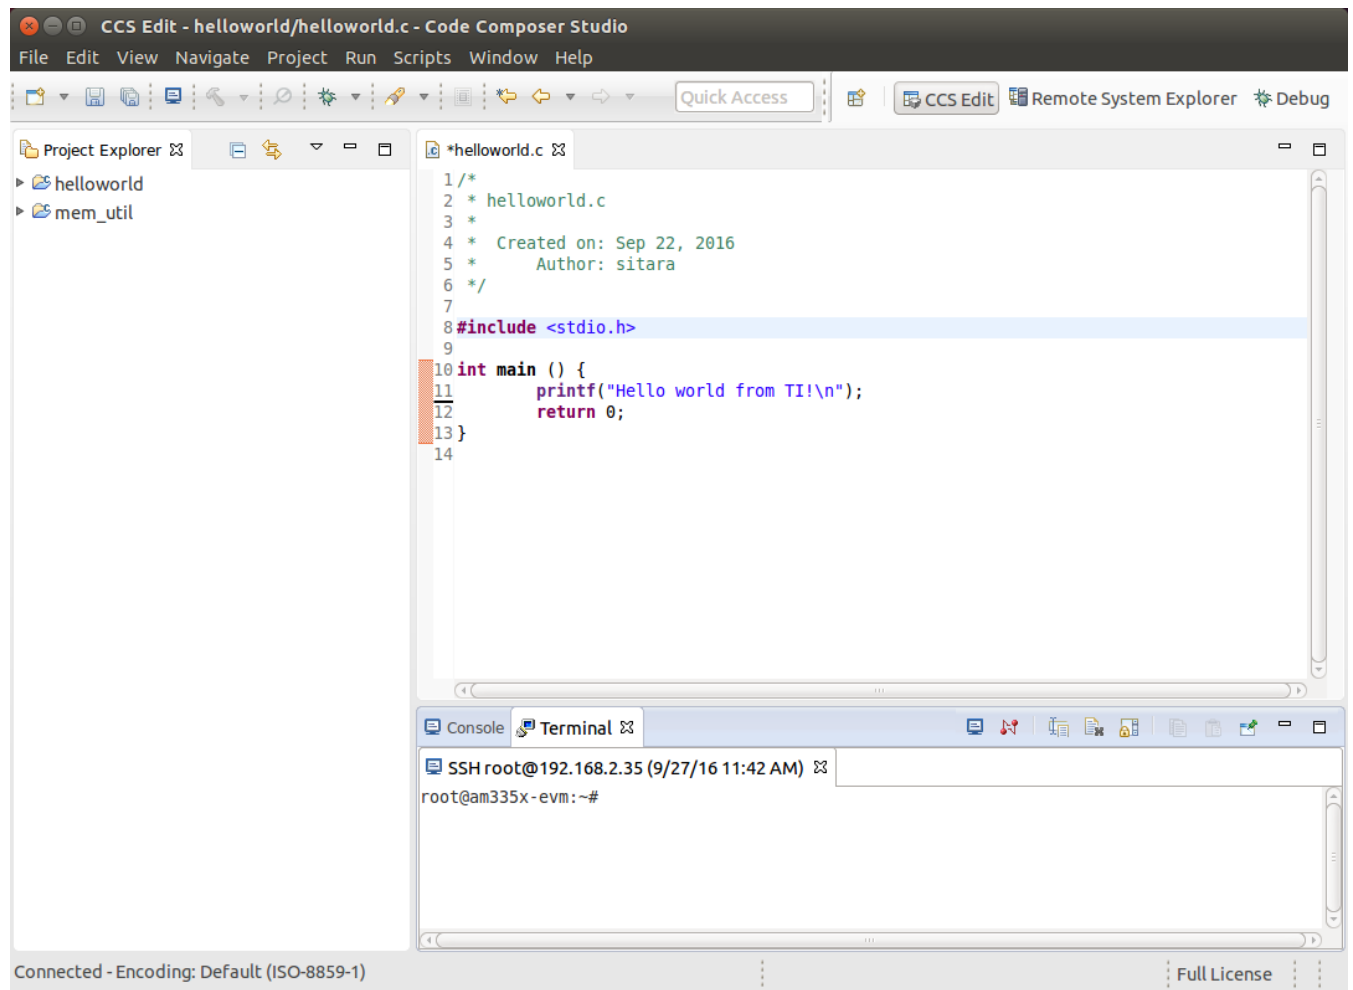 CCS Edit - helloworld/helloworld.c - Code Composer Studio
File Edit View Navigate Project Run Scripts Window Help
Quick Access
CCS Edit
Remote System Explorer
Debug
Project Explorer
helloworld
mem_util
*helloworld.c
1 /*
2  * helloworld.c
3  *
4  *  Created on: Sep 22, 2016
5  *      Author: sitara
6  */
7
8 #include <stdio.h>
9
10 int main () {
11         printf("Hello world from TI!\n");
12         return 0;
13 }
14
Console
Terminal
SSH root@192.168.2.35 (9/27/16 11:42 AM)
root@am335x-evm:~#
Connected - Encoding: Default (ISO-8859-1)
Full License